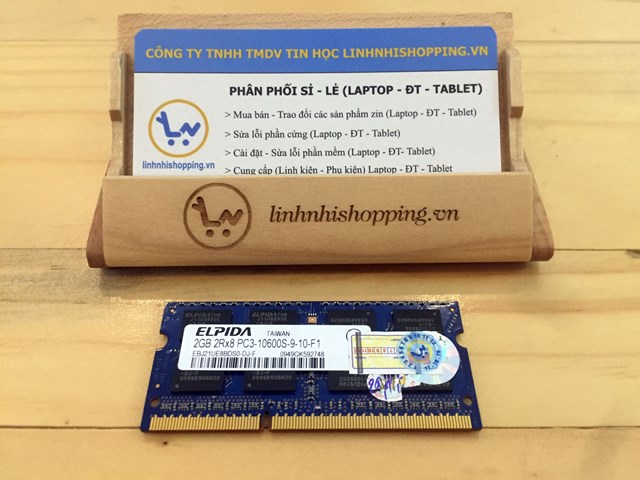 CÔNG TY TNHH TMDV TIN HỌC LINHNHISHOPPING.VN
PHÂN PHỐI SỈ - LẺ (LAPTOP - ĐT - TABLET)
> Mua bán - Trao đổi các sản phẩm zin (Laptop - ĐT - Tablet)
> Sửa lỗi phần cứng (Laptop - ĐT - Tablet)
> Cài đặt - Sửa lỗi phần mềm (Laptop - ĐT- Tablet
> Cung cấp (Linh kiện - Phụ kiện) Laptop - ĐT - Tablet
linhnhishopping.vn
linhnhishopping.vn
ELPIDA TAIWAN
2GB 2Rx8 PC3-10600S-9-10-F1
EBJ21UE8BDS0-DJ-F 0949GK592748